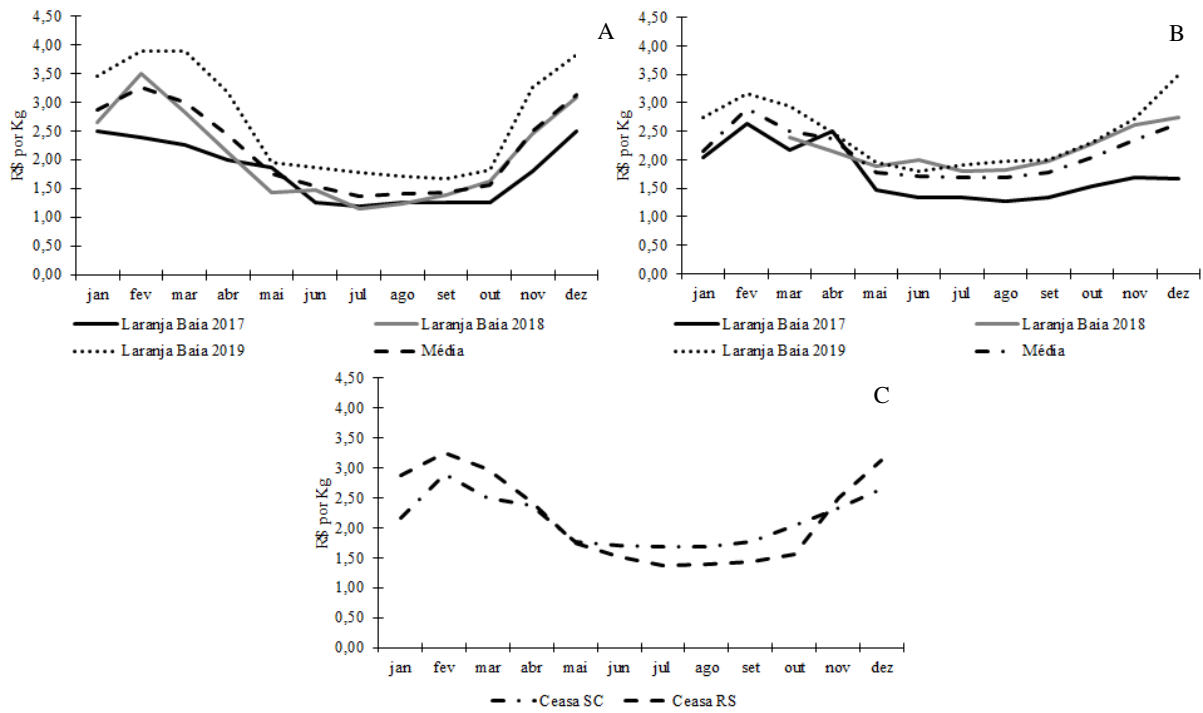 A
4,50
4,00
3,50
3,00
2,50
2,00
1,50
1,00
0,50
0,00
R$ por Kg
jan fev mar abr mai jun jul ago set out nov dez
Laranja Baia 2017 Laranja Baia 2018
Laranja Baia 2019 Média
B
4,50
4,00
3,50
3,00
2,50
2,00
1,50
1,00
0,50
0,00
R$ por Kg
jan fev mar abr mai jun jul ago set out nov dez
Laranja Baia 2017 Laranja Baia 2018
Laranja Baia 2019 Média
C
4,50
4,00
3,50
3,00
2,50
2,00
1,50
1,00
0,50
0,00
R$ por Kg
jan fev mar abr mai jun jul ago set out nov dez
Ceasa SC Ceasa RS